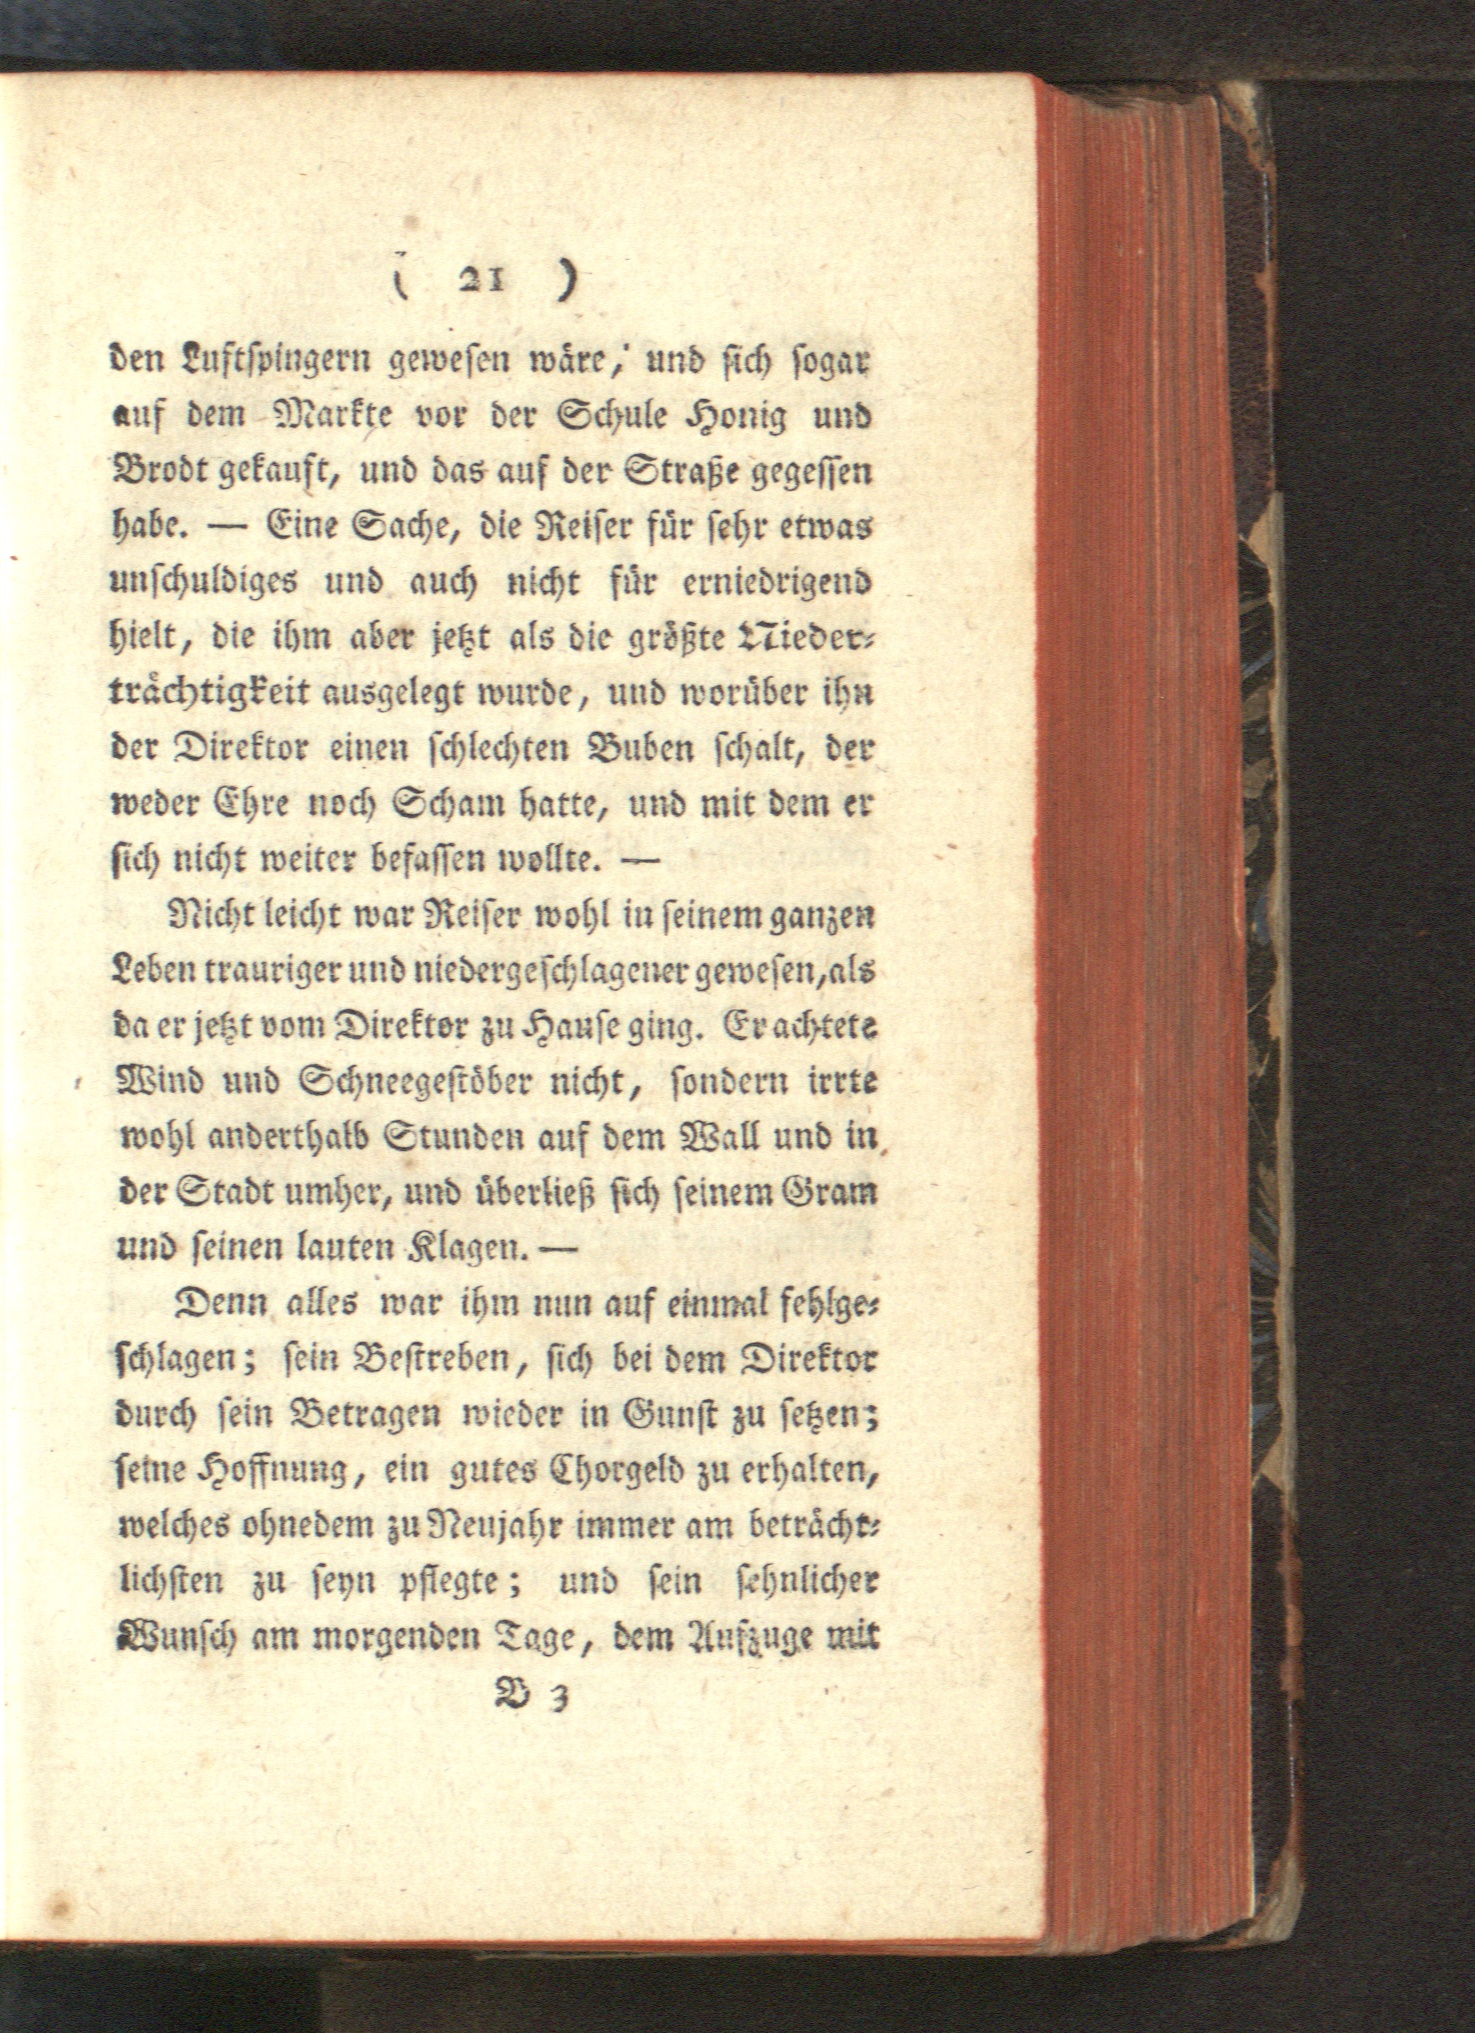 ( 21 )
den Luftspingern gewesen wäre, und sich sogar
auf dem Markte vor der Schule Honig und
Brodt gekauft, und das auf der Straße gegessen
habe. — Eine Sache, die Reiser für sehr etwas
unschuldiges und auch nicht für erniedrigend
hielt, die ihm aber jetzt als die größte Nieder-
trächtigkeit ausgelegt wurde, und worüber ihn
der Direktor einen schlechten Buben schalt, der
weder Ehre noch Scham hatte, und mit dem er
sich nicht weiter befassen wollte. —
Nicht leicht war Reiser wohl in seinem ganzen
Leben trauriger und niedergeschlagener gewesen, als
da er jetzt vom Direktor zu Hause ging. Er achtete
Wind und Schneegestöber nicht, sondern irrte
wohl anderthalb Stunden auf dem Wall und in
der Stadt umher, und überließ sich seinem Gram
und seinen lauten Klagen. —
Denn alles war ihm nun auf einmal fehlge-
schlagen; sein Bestreben, sich bei dem Direktor
durch sein Betragen wieder in Gunst zu setzen;
seine Hoffnung, ein gutes Chorgeld zu erhalten,
welches ohnedem zu Neujahr immer am beträcht-
lichsten zu seyn pflegte; und sein sehnlicher
Wunsch am morgenden Tage, dem Aufzuge mit
B 3